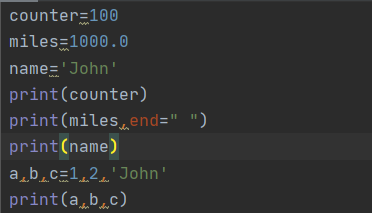 counter=100
miles=1000.0
name='John'
print(counter)
print(miles,end=" ")
print(name)
a,b,c=1,2,'John'
print(a,b,c)